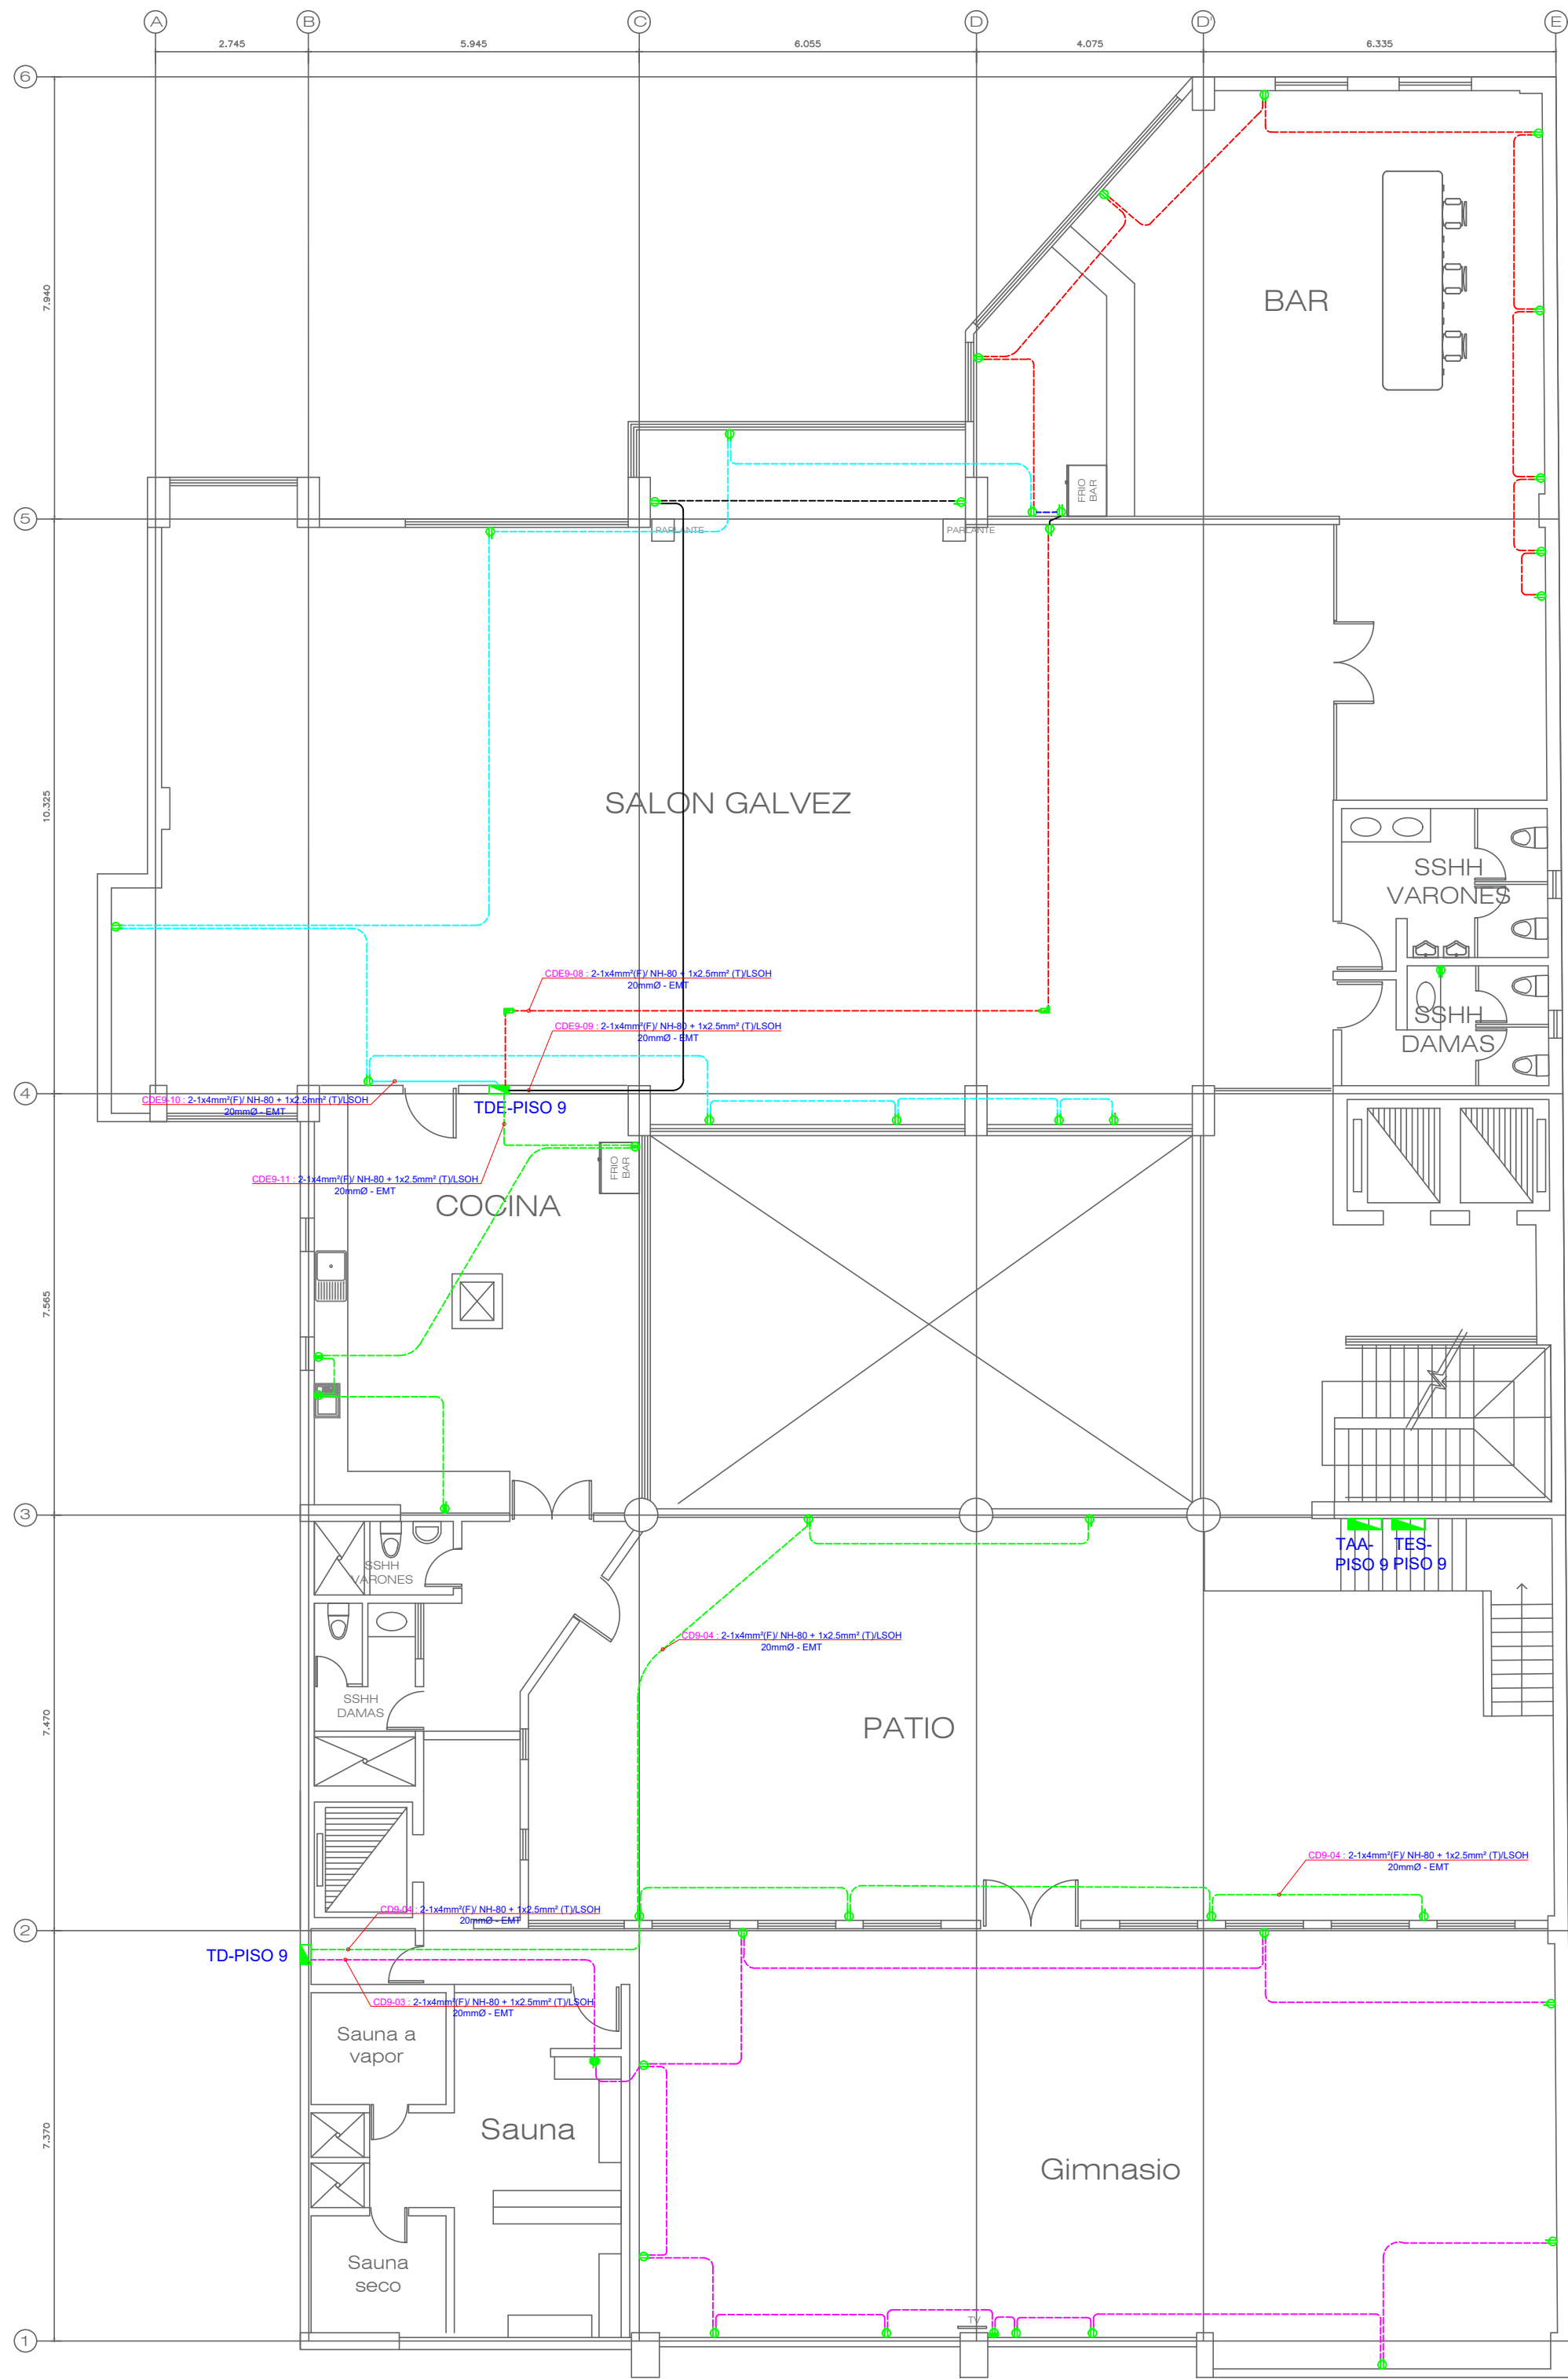 A
B
C
D
D'
E
2.745
5.945
6.055
4.075
6.335
6
7.940
BAR
FRIO
BAR
5
PARLANTE
PARLANTE
10.325
SALON GALVEZ
SSHH
VARONES
CDE9-08 : 2-1x4mm²(F)/ NH-80 + 1x2.5mm² (T)/LSOH
20mmØ - EMT
SSHH
DAMAS
CDE9-09 : 2-1x4mm²(F)/ NH-80 + 1x2.5mm² (T)/LSOH
20mmØ - EMT
4
CDE9-10 : 2-1x4mm²(F)/ NH-80 + 1x2.5mm² (T)/LSOH
20mmØ - EMT
TDE-PISO 9
FRIO
BAR
CDE9-11 : 2-1x4mm²(F)/ NH-80 + 1x2.5mm² (T)/LSOH
20mmØ - EMT
COCINA
7.565
3
TAA-
PISO 9
TES-
PISO 9
SSHH
VARONES
CD9-04 : 2-1x4mm²(F)/ NH-80 + 1x2.5mm² (T)/LSOH
20mmØ - EMT
SSHH
DAMAS
7.470
PATIO
CD9-04 : 2-1x4mm²(F)/ NH-80 + 1x2.5mm² (T)/LSOH
20mmØ - EMT
CD9-04 : 2-1x4mm²(F)/ NH-80 + 1x2.5mm² (T)/LSOH
20mmØ - EMT
2
TD-PISO 9
CD9-03 : 2-1x4mm²(F)/ NH-80 + 1x2.5mm² (T)/LSOH
20mmØ - EMT
Sauna a
vapor
7.370
Sauna
Gimnasio
Sauna
seco
TV
1